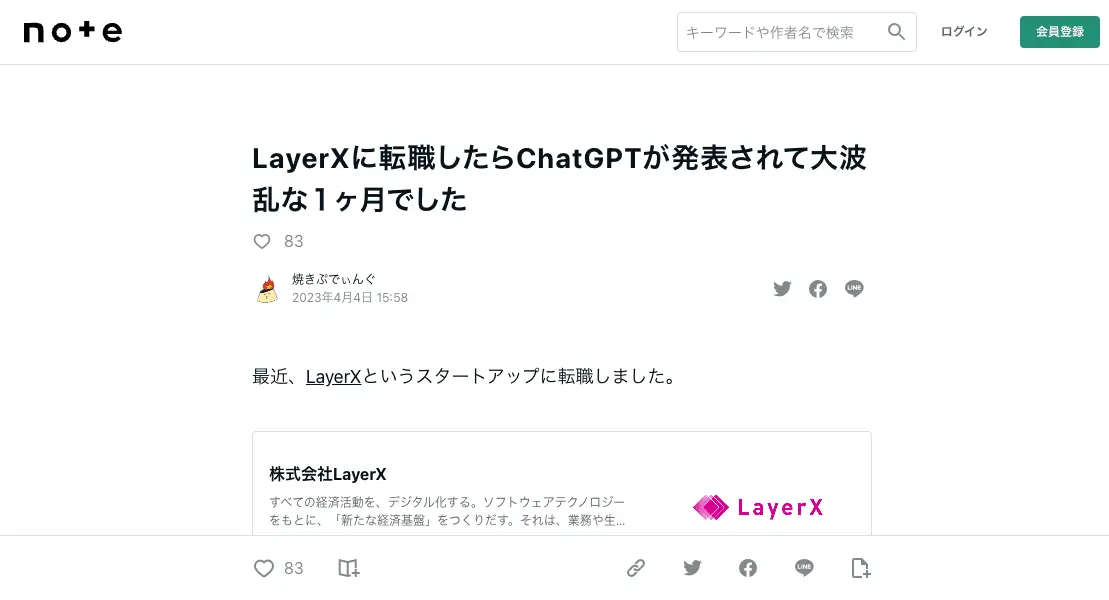 note
キーワードや作者名で検索
ログイン
会員登録
LayerXに転職したらChatGPTが発表されて大波
乱な1ヶ月でした
83
焼きぷでぃんぐ
2023年4月4日 15:58
LINE
最近、LayerXというスタートアップに転職しました。
株式会社LayerX
すべての経済活動を、デジタル化する。ソフトウェアテクノロジー
をもとに、「新たな経済基盤」をつくりだす。それは、業務や生...
LayerX
83
LINE